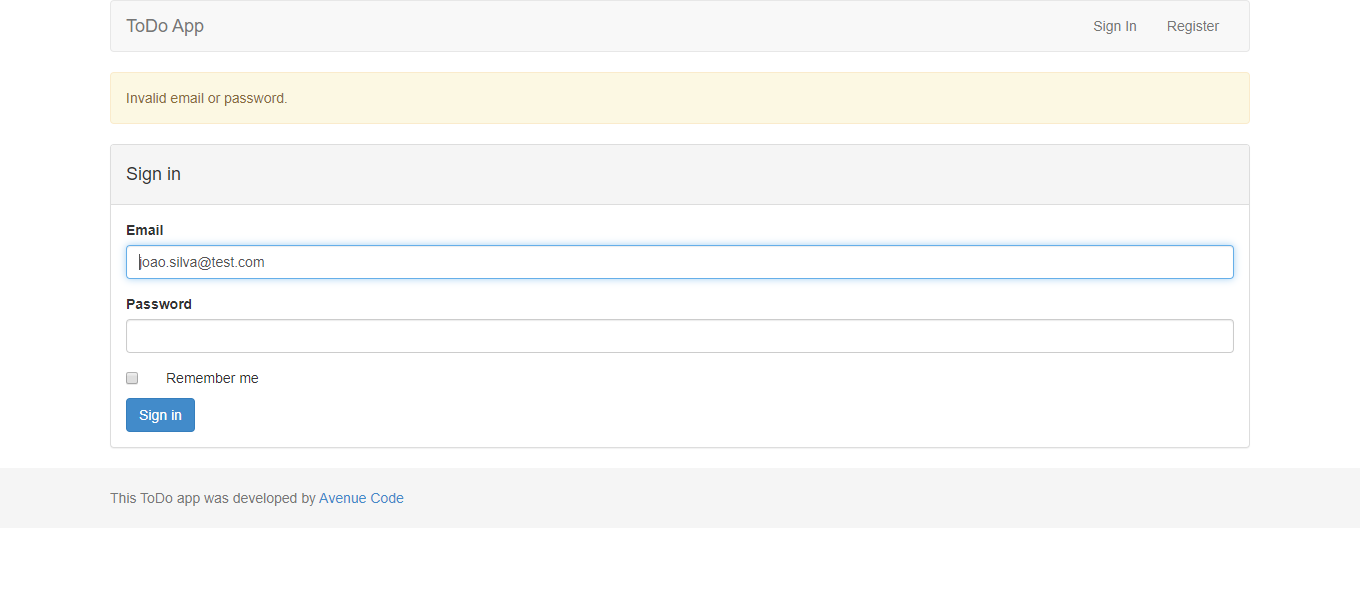 ToDo App Sign In Register
Invalid email or password.
Sign in
Email
joao.silva@test.com
Password
Remember me
Sign in
This ToDo app was developed by Avenue Code